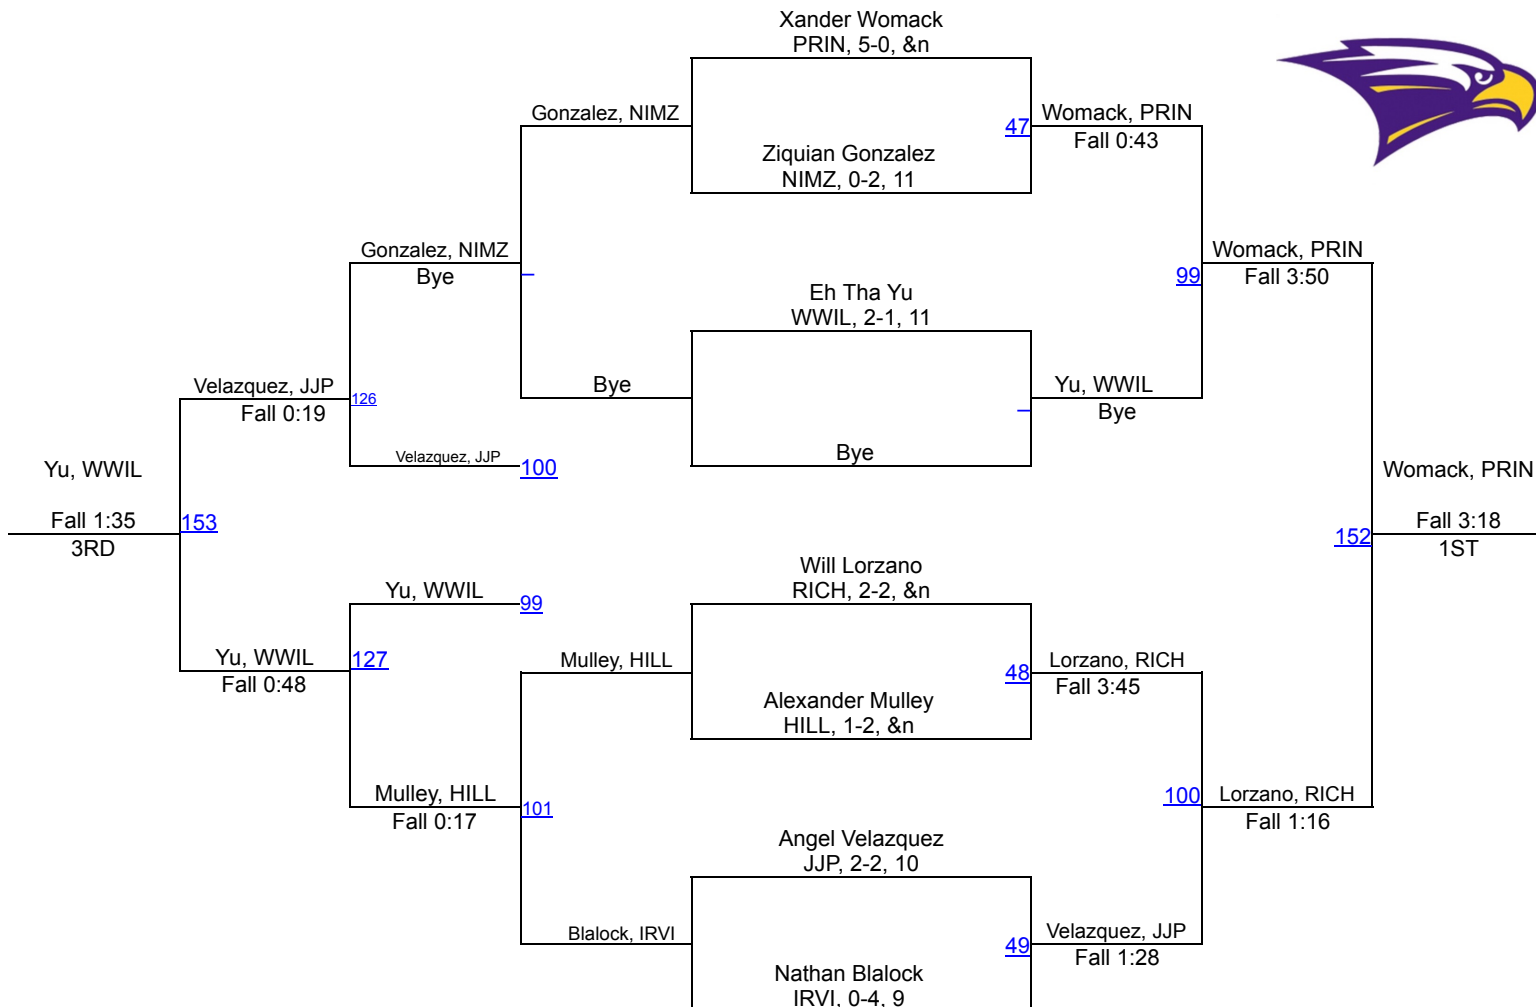 Xander Womack
PRIN, 5-0, &n
Gonzalez, NIMZ
47
Womack, PRIN
Fall 0:43
Ziquian Gonzalez
NIMZ, 0-2, 11
Gonzalez, NIMZ
Bye
Womack, PRIN
99
Fall 3:50
Eh Tha Yu
WWIL, 2-1, 11
Velazquez, JJP
126
Fall 0:19
Bye
Yu, WWIL
Bye
Velazquez, JJP
100
Bye
Yu, WWIL
Fall 1:35
153
3RD
Womack, PRIN
152
Fall 3:18
1ST
Will Lorzano
RICH, 2-2, &n
Yu, WWIL
99
Yu, WWIL
127
Fall 0:48
Mulley, HILL
48
Lorzano, RICH
Fall 3:45
Alexander Mulley
HILL, 1-2, &n
Mulley, HILL
101
Fall 0:17
100
Lorzano, RICH
Fall 1:16
Angel Velazquez
JJP, 2-2, 10
Blalock, IRVI
49
Velazquez, JJP
Fall 1:28
Nathan Blalock
IRVI, 0-4, 9